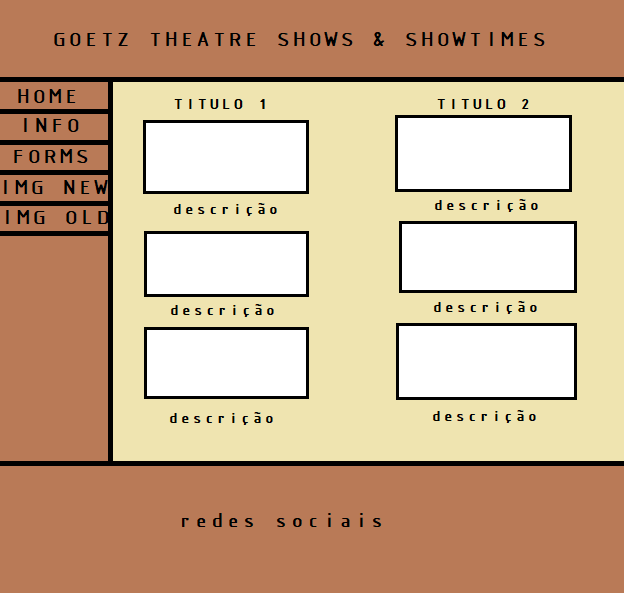 GOETZ THEATRE SHOWS & SHOWTIMES
HOME
INFO
FORMS
IMG NEW
IMG OLD
TITULO 1
descrição
descrição
descrição
TITULO 2
descrição
descrição
descrição
redes sociais